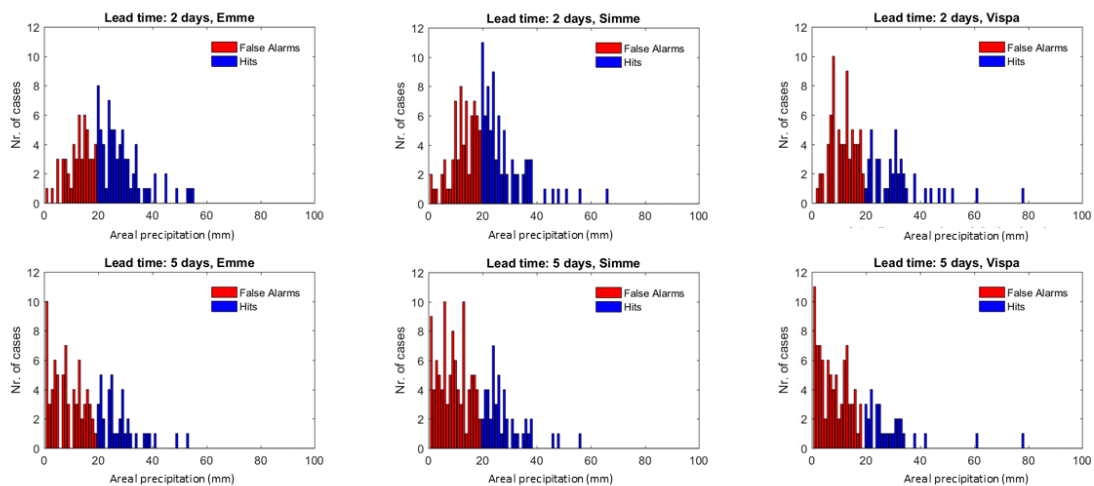 Lead time: 2 days, Emme
12
10
8
6
4
2
0
Nr. of cases
False Alarms
Hits
0 20 40 60 80 100
Areal precipitation (mm)
Lead time: 2 days, Simme
12
10
8
6
4
2
0
Nr. of cases
False Alarms
Hits
0 20 40 60 80 100
Areal precipitation (mm)
Lead time: 2 days, Vispa
12
10
8
6
4
2
0
Nr. of cases
False Alarms
Hits
0 20 40 60 80 100
Areal precipitation (mm)
Lead time: 5 days, Emme
12
10
8
6
4
2
0
Nr. of cases
False Alarms
Hits
0 20 40 60 80 100
Areal precipitation (mm)
Lead time: 5 days, Simme
12
10
8
6
4
2
0
Nr. of cases
False Alarms
Hits
0 20 40 60 80 100
Areal precipitation (mm)
Lead time: 5 days, Vispa
12
10
8
6
4
2
0
Nr. of cases
False Alarms
Hits
0 20 40 60 80 100
Areal precipitation (mm)